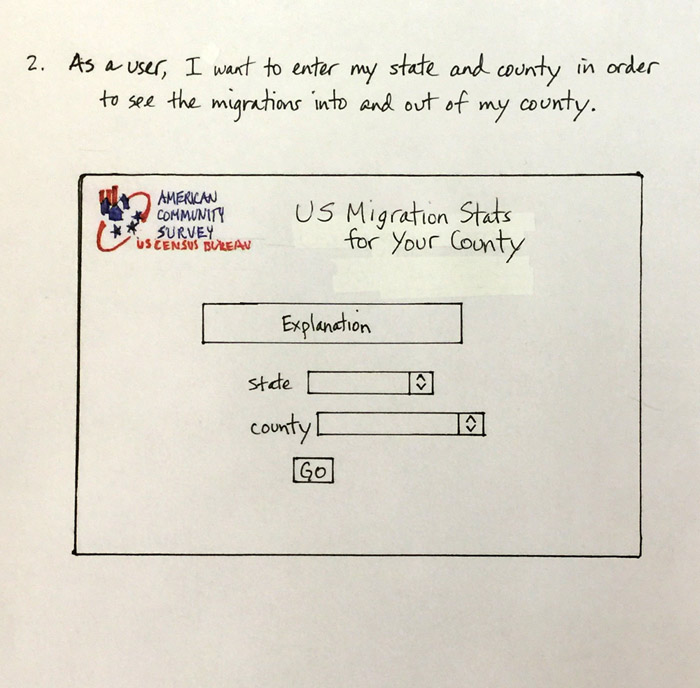 2. As a user, I want to enter my state and county in order
to see the migrations into and out of my county.
AMERICAN
COMMUNITY
SURVEY
US CENSUS BUREAU
US Migration Stats
for Your County
Explanation
state
county
Go